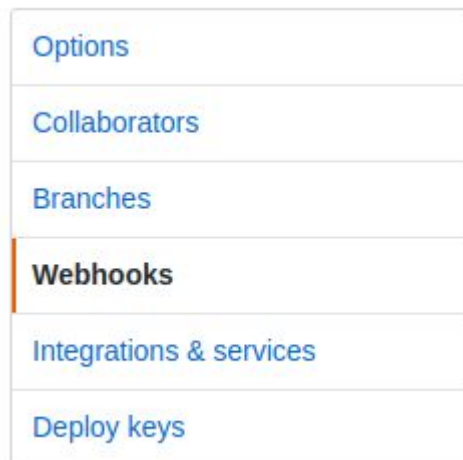 Options
Collaborators
Branches
Webhooks
Integrations & services
Deploy keys